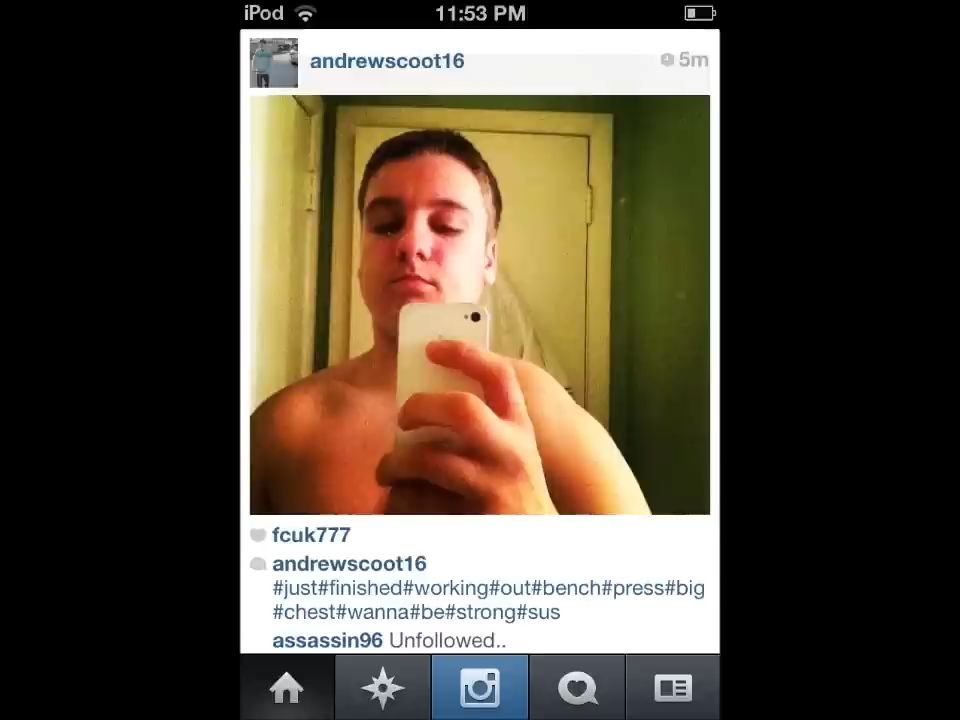 iPod 11:53 PM
andrewscoot16 5m
fcuk777
andrewscoot16
#just#finished#working#out#bench#press#big
#chest#wanna#be#strong#sus
assassin96 Unfollowed..